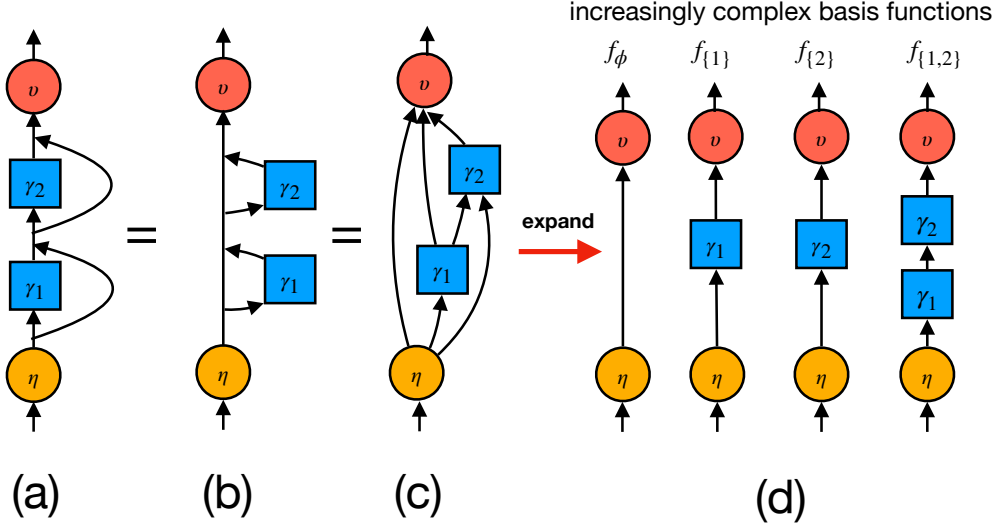 increasingly complex basis functions
f_ϕ f_{1} f_{2} f_{1,2}
υ υ υ υ υ υ υ
γ₂ = γ₂ = γ₂ expand γ₁ γ₂ γ₂
γ₁ γ₁ γ₁ γ₁
η η η η η η η
(a) (b) (c) (d)